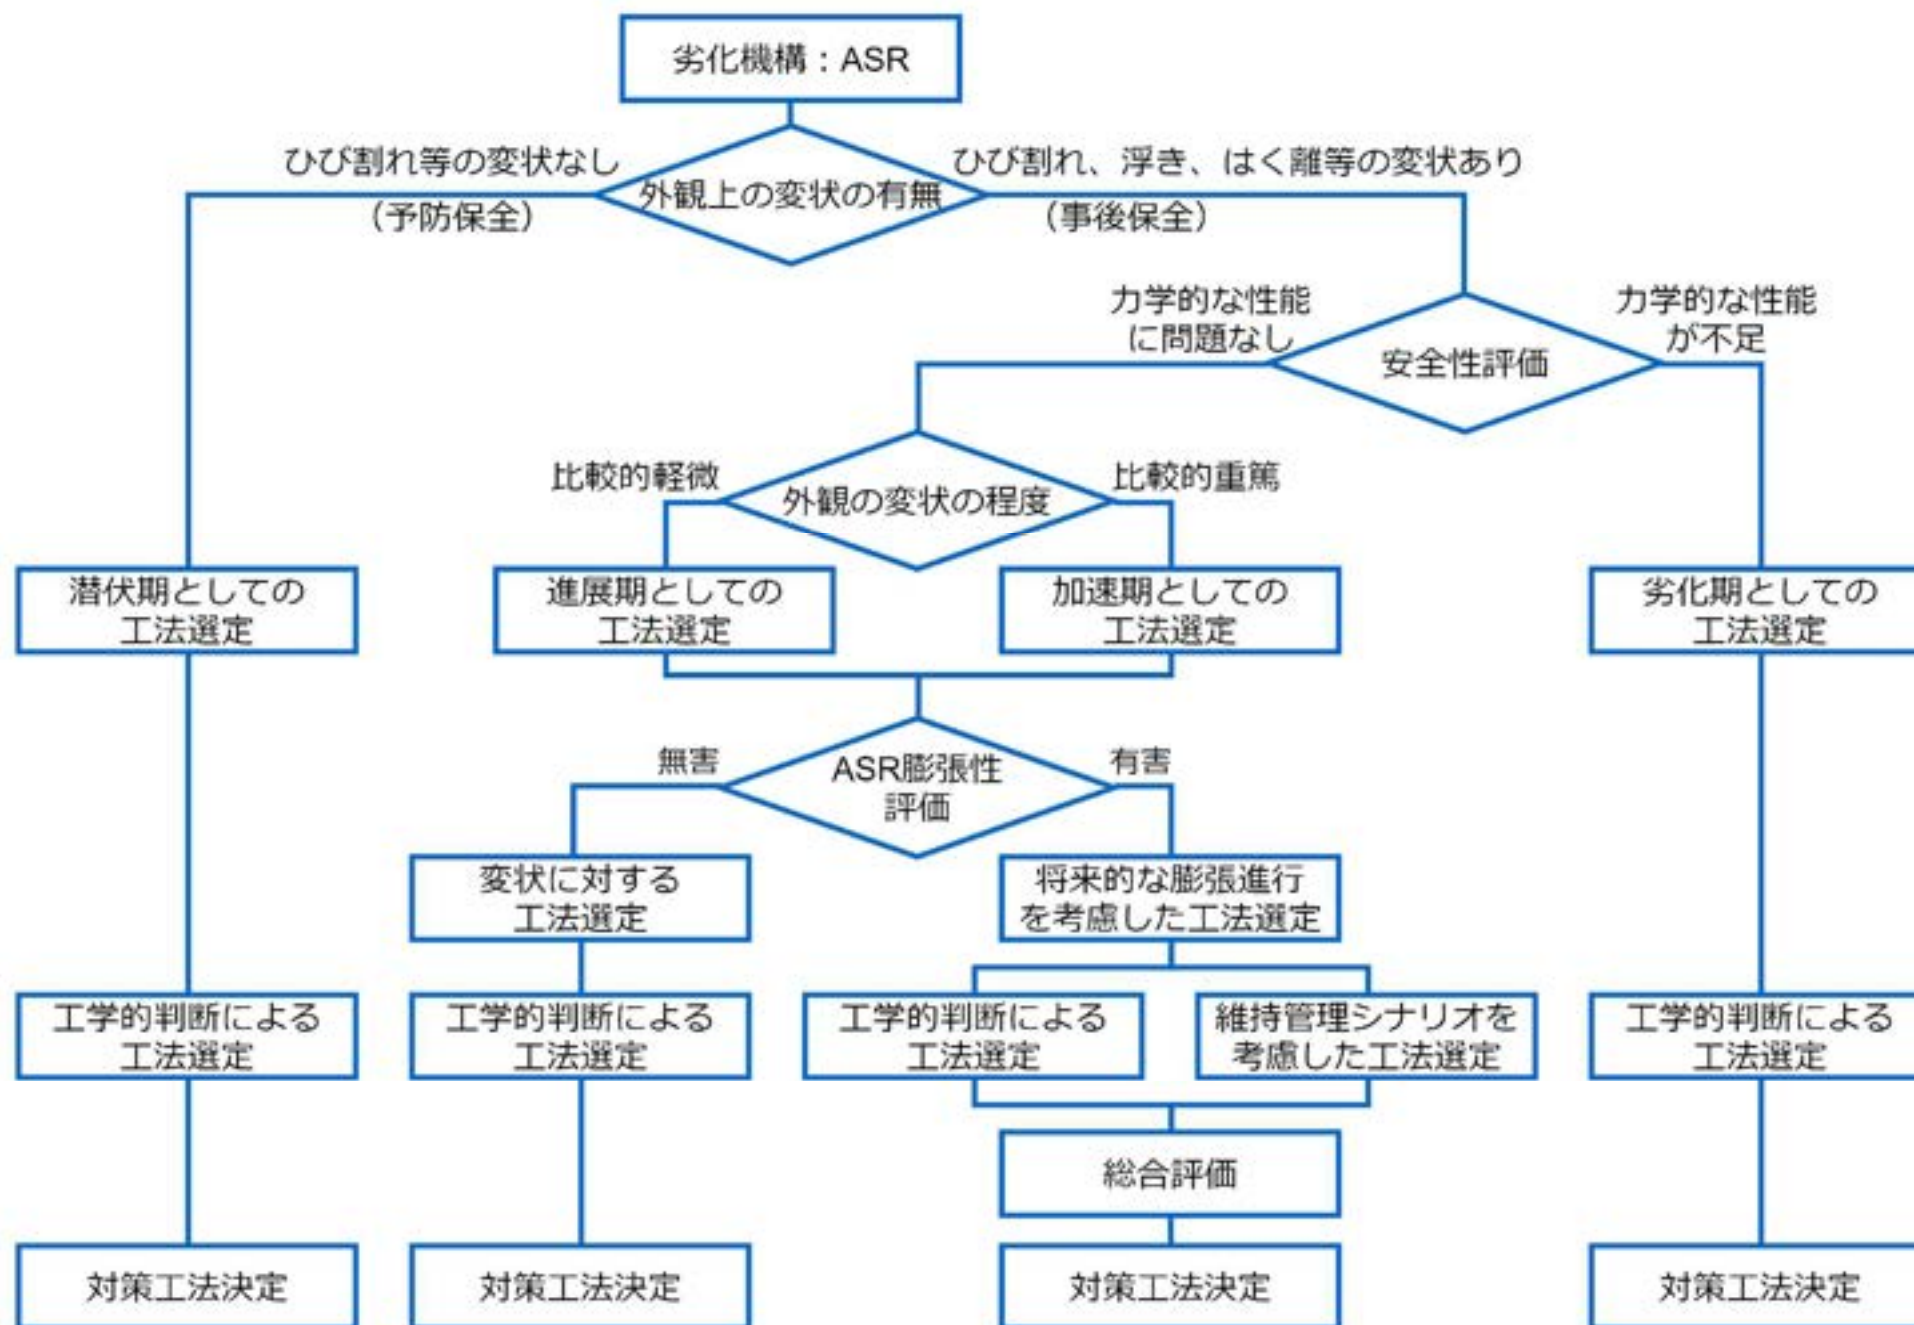 劣化機構：ASR
ひび割れ等の変状なし
（予防保全）
外観上の変状の有無
ひび割れ、浮き、はく離等の変状あり
（事後保全）
力学的な性能
に問題なし
安全性評価
力学的な性能
が不足
比較的軽微
外観の変状の程度
比較的重篤
潜伏期としての
工法選定
進展期としての
工法選定
加速期としての
工法選定
劣化期としての
工法選定
無害
ASR膨張性
評価
有害
変状に対する
工法選定
将来的な膨張進行
を考慮した工法選定
工学的判断による
工法選定
工学的判断による
工法選定
工学的判断による
工法選定
維持管理シナリオを
考慮した工法選定
工学的判断による
工法選定
総合評価
対策工法決定
対策工法決定
対策工法決定
対策工法決定